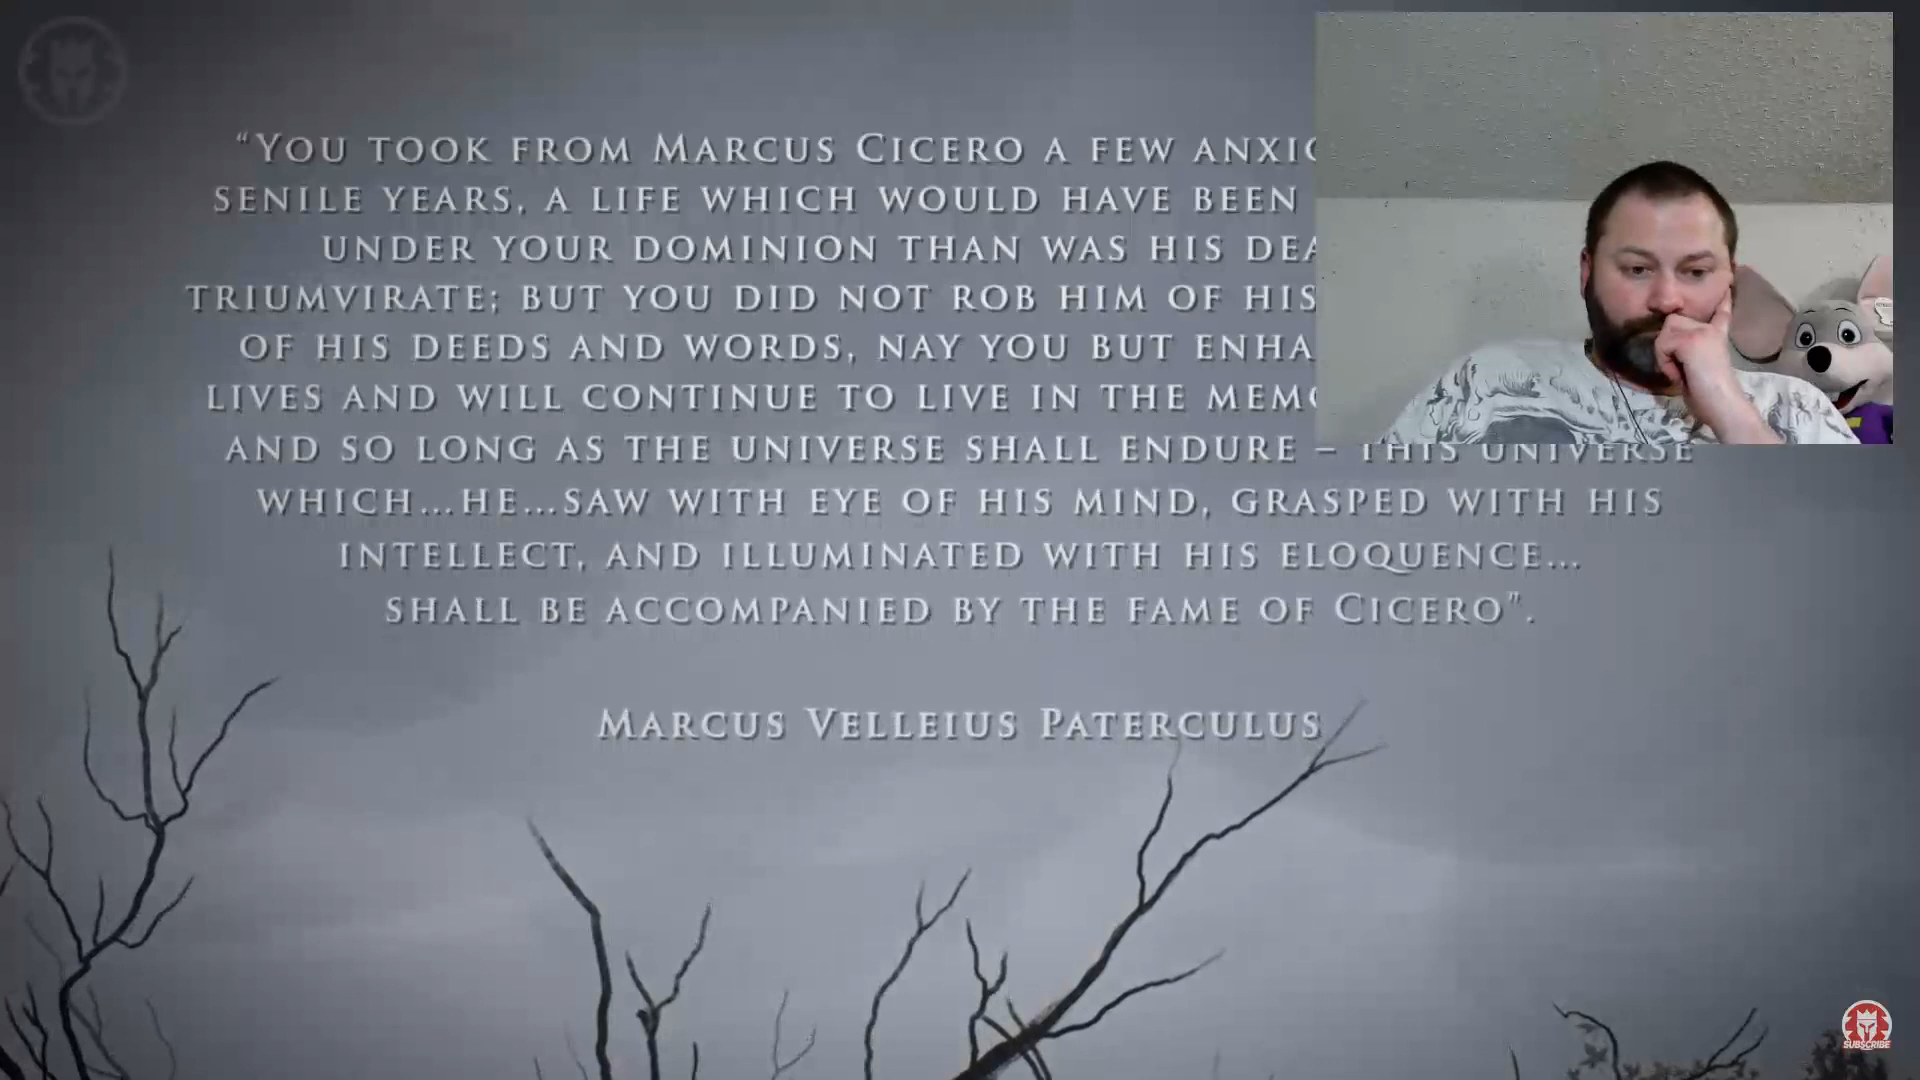 “You took from Marcus Cicero a few
senile years, a life which would have been
under your dominion than was his
triumvirate; but you did not rob him of his
of his deeds and words, nay you but
lives and will continue to live in the
and so long as the universe shall endure – this universe
which...he...saw with eye of his mind, grasped with his
intellect, and illuminated with his eloquence...
shall be accompanied by the fame of Cicero”.
Marcus Velleius Paterculus
SUBSCRIBE